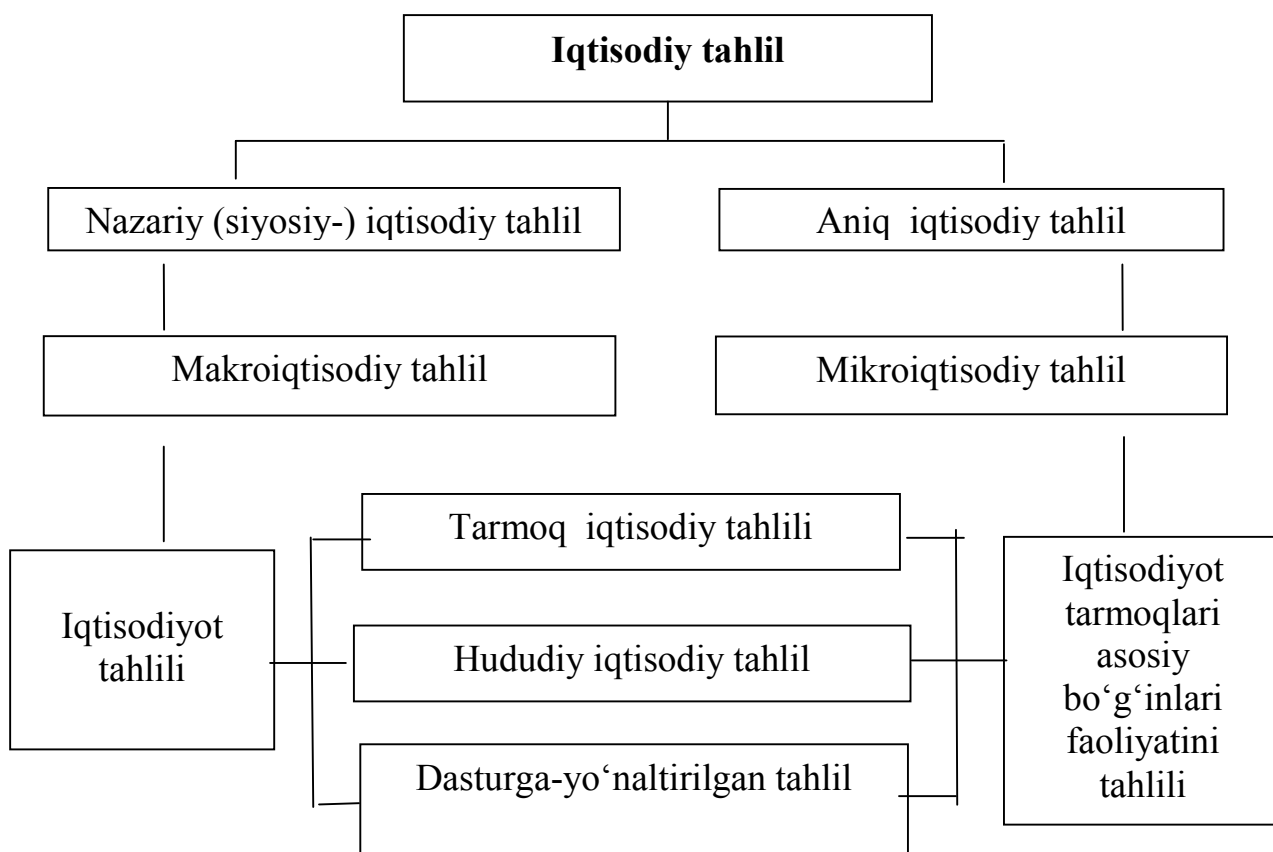 Iqtisodiy tahlil
Nazariy (siyosiy-) iqtisodiy tahlil
Aniq iqtisodiy tahlil
Makroiqtisodiy tahlil
Mikroiqtisodiy tahlil
Tarmoq iqtisodiy tahlili
Iqtisodiyot
tahlili
Hududiy iqtisodiy tahlil
Dasturga-yo‘naltirilgan tahlil
Iqtisodiyot
tarmoqlari
asosiy
bo‘g‘inlari
faoliyatini
tahlili